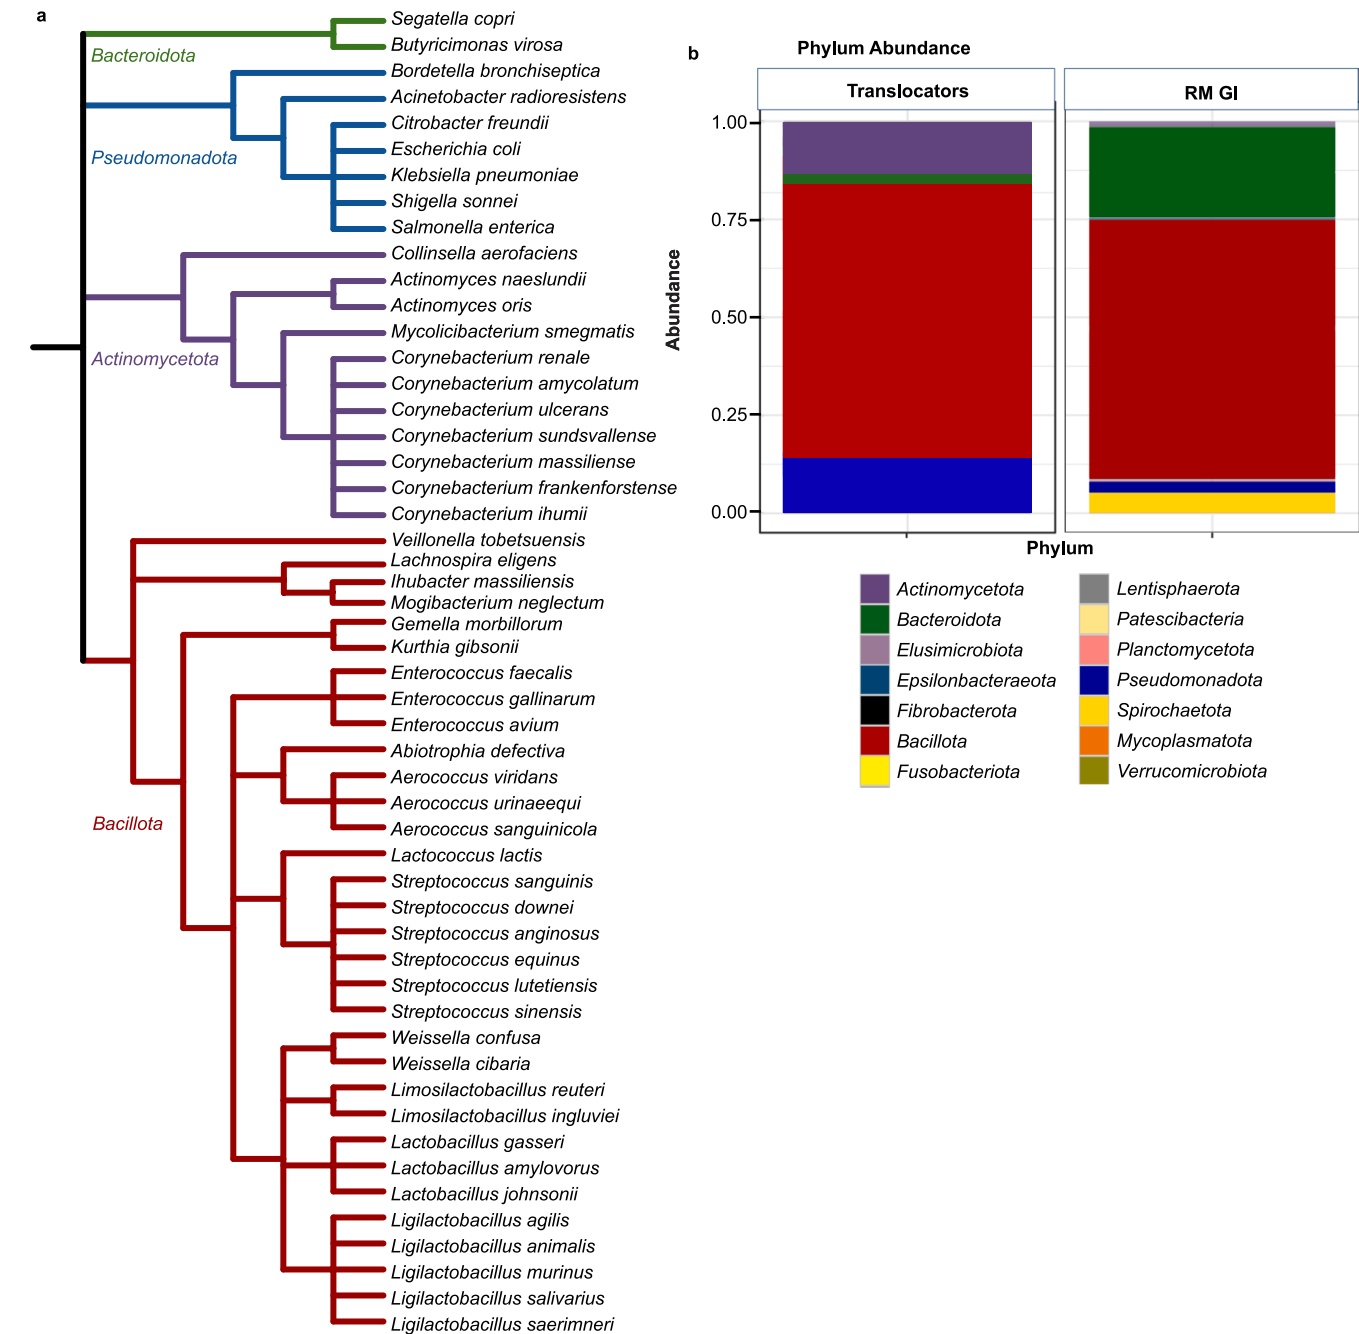 a
Segatella copri
Butyricimonas virosa
Bacteroidota
Bordetella bronchiseptica
Acinetobacter radioresistens
Citrobacter freundii
Escherichia coli
Pseudomonadota
Klebsiella pneumoniae
Shigella sonnei
Salmonella enterica
Collinsella aerofaciens
Actinomyces naeslundii
Actinomyces oris
Mycolicibacterium smegmatis
Actinomycetota
Corynebacterium renale
Corynebacterium amycolatum
Corynebacterium ulcerans
Corynebacterium sundsvallense
Corynebacterium massiliense
Corynebacterium frankenforstense
Corynebacterium ihumii
Veillonella tobetsuensis
Lachnospira eligens
Ihubacter massiliensis
Mogibacterium neglectum
Gemella morbillorum
Kurthia gibsonii
Enterococcus faecalis
Enterococcus gallinarum
Enterococcus avium
Abiotrophia defectiva
Aerococcus viridans
Aerococcus urinaeequi
Bacillota
Aerococcus sanguinicola
Lactococcus lactis
Streptococcus sanguinis
Streptococcus downei
Streptococcus anginosus
Streptococcus equinus
Streptococcus lutetiensis
Streptococcus sinensis
Weissella confusa
Weissella cibaria
Limosilactobacillus reuteri
Limosilactobacillus ingluviei
Lactobacillus gasseri
Lactobacillus amylovorus
Lactobacillus johnsonii
Ligilactobacillus agilis
Ligilactobacillus animalis
Ligilactobacillus murinus
Ligilactobacillus salivarius
Ligilactobacillus saerimneri
b
Phylum Abundance
Translocators
RM GI
1.00
0.75
0.50
0.25
0.00
Abundance
Phylum
Actinomycetota
Bacteroidota
Elusimicrobiota
Epsilonbacteraeota
Fibrobacterota
Bacillota
Fusobacteriota
Lentisphaerota
Patescibacteria
Planctomycetota
Pseudomonadota
Spirochaetota
Mycoplasmatota
Verrucomicrobiota